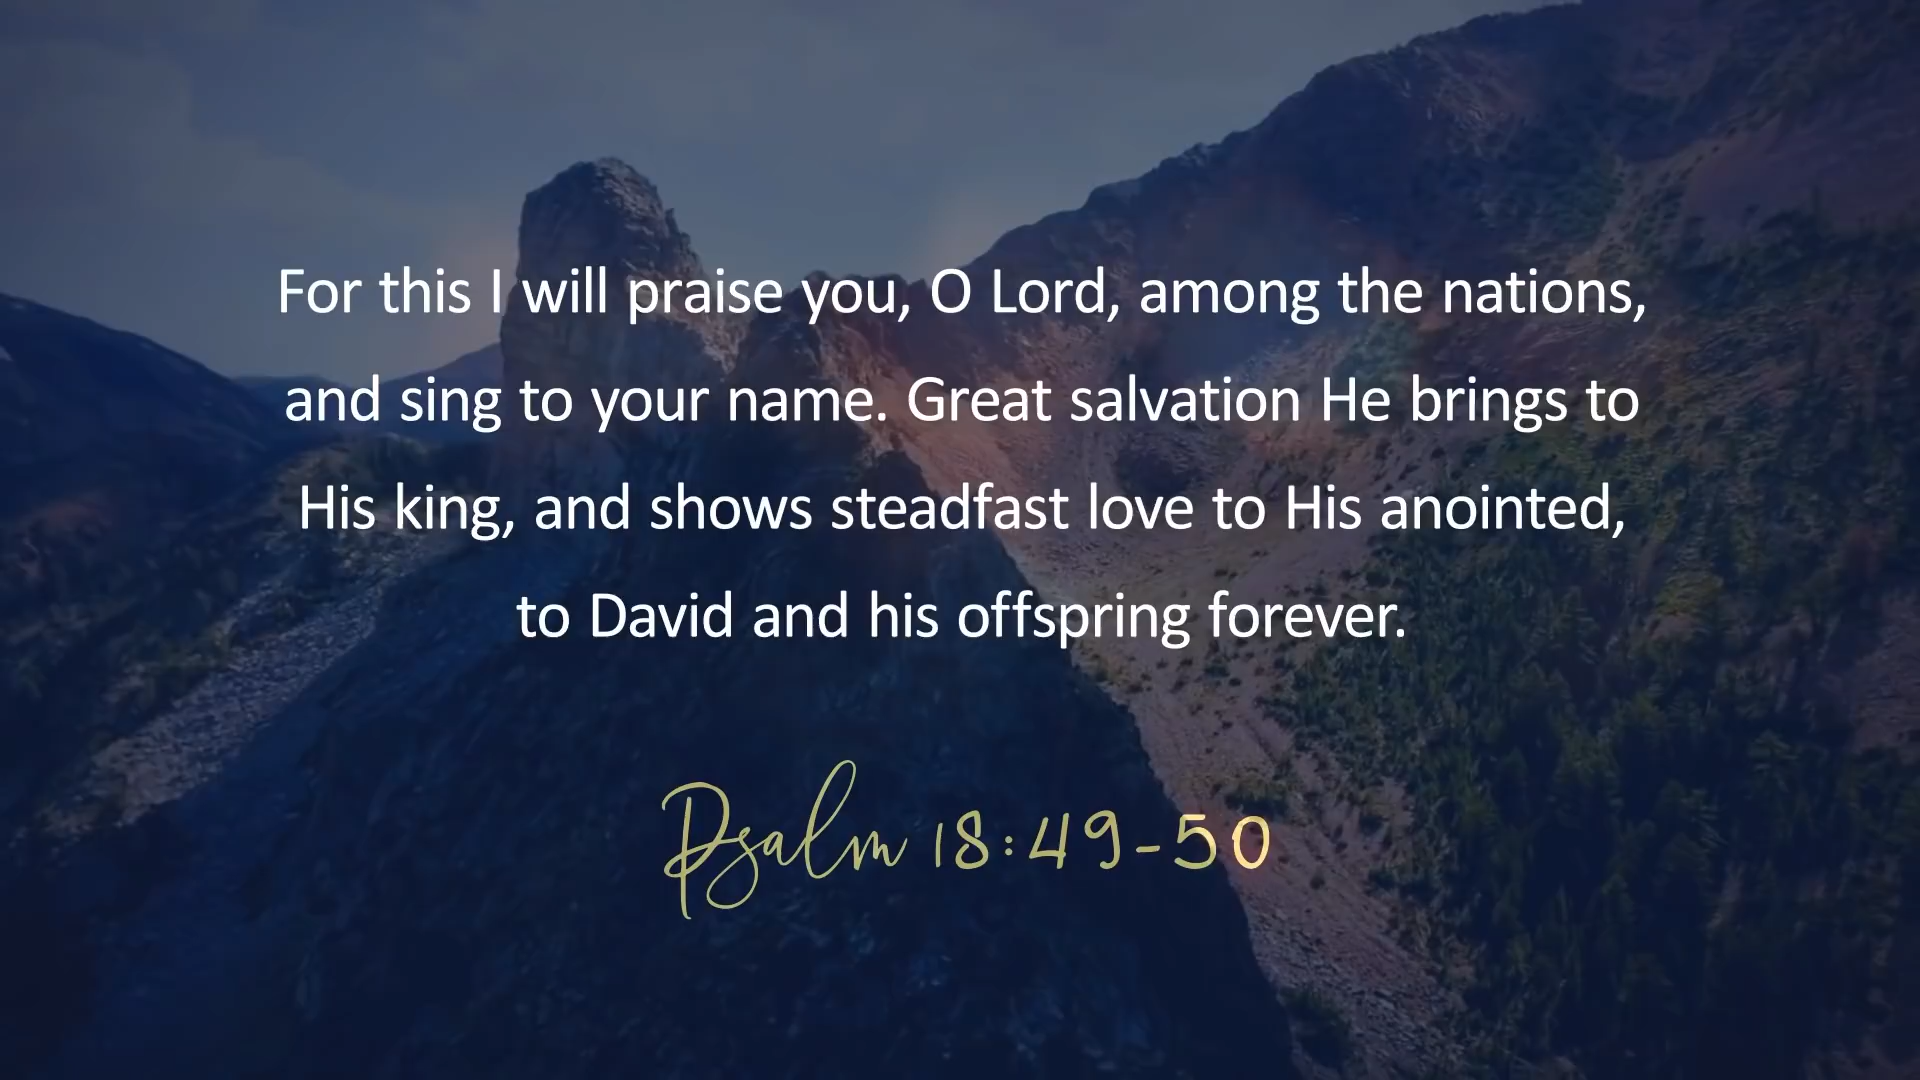 For this I will praise you, O Lord, among the nations,
and sing to your name. Great salvation He brings to
His king, and shows steadfast love to His anointed,
to David and his offspring forever.
Psalm 18:49-50